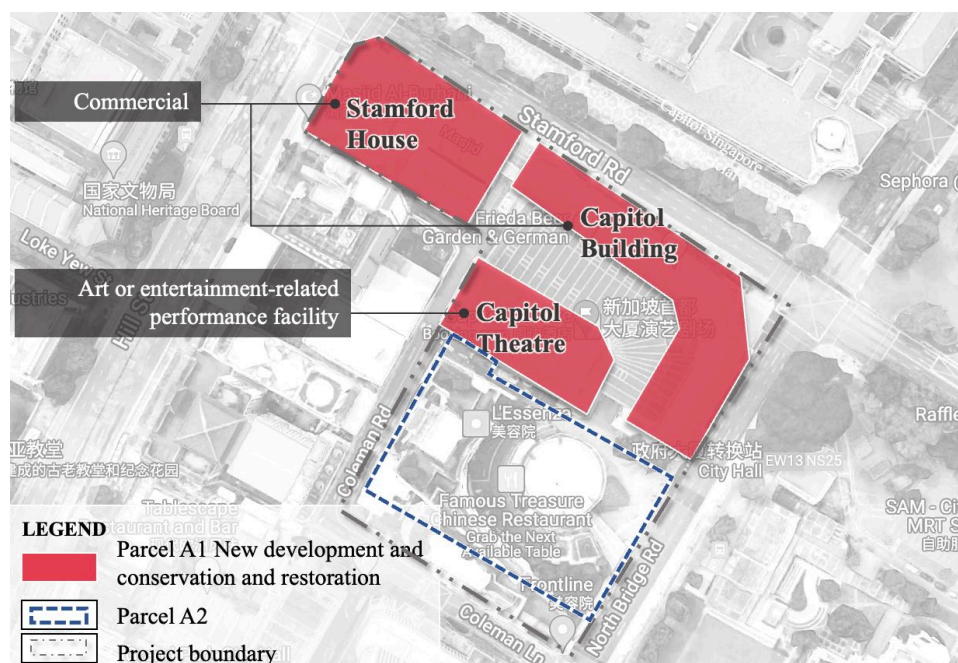 Commercial
Stamford
House
Stamford Rd
Capitol Singapore
Sephora
国家文物局
National Heritage Board
Frieda Beer
Garden & German
Capitol
Building
Loke Yew St
Hill St
Art or entertainment-related
performance facility
Capitol
Theatre
新加坡首都
大厦演艺剧场
L'Essenza
美容院
Raffle
政府大厦转换站
City Hall
EW13 NS25
亚教堂
建成的古老教堂和纪念花园
Coleman Rd
Famous Treasure
Chinese Restaurant
Grab the Next
Available Table
Tablescape
Restaurant and Bar
SAM - Ci
MRT S
自助服
Frontline
美容院
North Bridge Rd
Coleman Ln
LEGEND
Parcel A1 New development and
conservation and restoration
Parcel A2
Project boundary